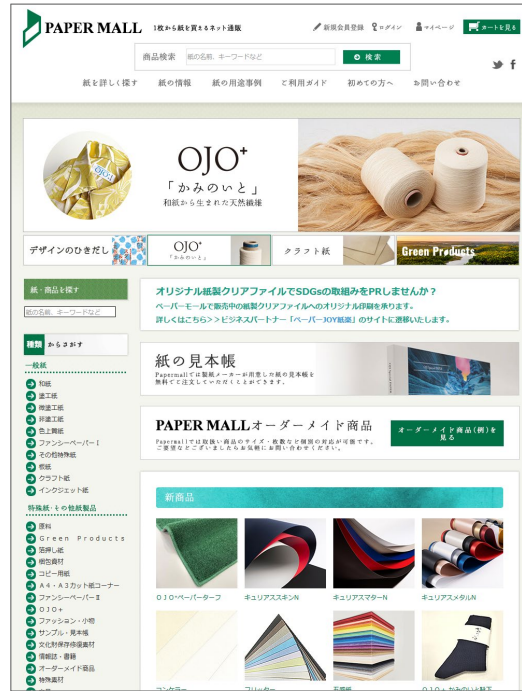 PAPER MALL 1枚から紙を買えるネット通販
新規会員登録 ログイン マイページ カートを見る
商品検索 紙の名前、キーワードなど 検索
紙を詳しく探す 紙の情報 紙の用途事例 ご利用ガイド 初めての方へ お問い合わせ
OJO+
「かみのいと」
和紙から生まれた天然繊維
デザインのひきだし OJO+ 「かみのいと」 クラフト紙 Green Products
紙・商品を探す
紙の名前、キーワードなど
種類 からさがす
一般紙
和紙
塗工紙
微塗工紙
非塗工紙
色上質紙
ファンシーペーパーⅠ
その他特殊紙
板紙
クラフト紙
インクジェット紙
特殊紙・その他紙製品
原料
Green Products
箔押し紙
梱包資材
コピー用紙
A4・A3カット紙コーナー
ファンシーペーパーⅡ
OJO+
ファッション・小物
サンプル・見本帳
文化財保存修復素材
情報誌・書籍
オーダーメイド商品
特殊素材
オリジナル紙製クリアファイルでSDGsの取組みをPRしませんか?
ペーパーモールで販売中の紙製クリアファイルへのオリジナル印刷を承ります。
詳しくはこちら>>ビジネスパートナー「ペーパーJOY紙楽」のサイトに遷移いたします。
紙の見本帳
Papermallでは製紙メーカーが用意した紙の見本帳を
無料でご注文していただくことができます。
PAPER MALLオーダーメイド商品
Papermallでは取扱い商品のサイズ・枚数など個別の対応が可能です。
ご要望などございましたらお気軽にお問い合わせください。
オーダーメイド商品(例)を
見る
新商品
OJO+ペーパーターフ キュリアススキンN キュリアスマターN キュリアスメタルN